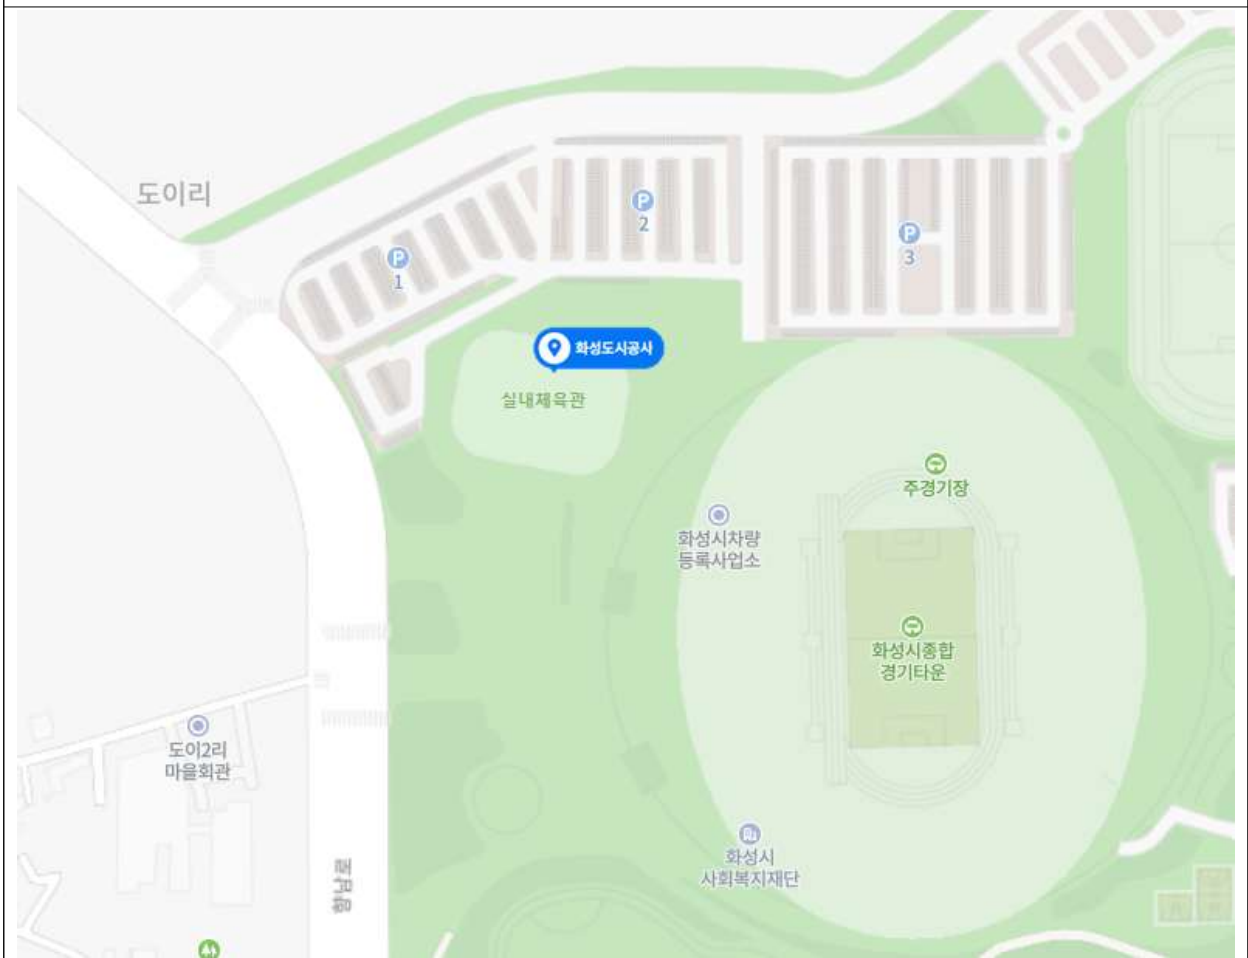 도이리
P
1
P
2
P
3
화성도시공사
실내체육관
주경기장
화성시차량
등록사업소
화성시종합
경기타운
도이2리
마을회관
화성시
사회복지재단
향남로